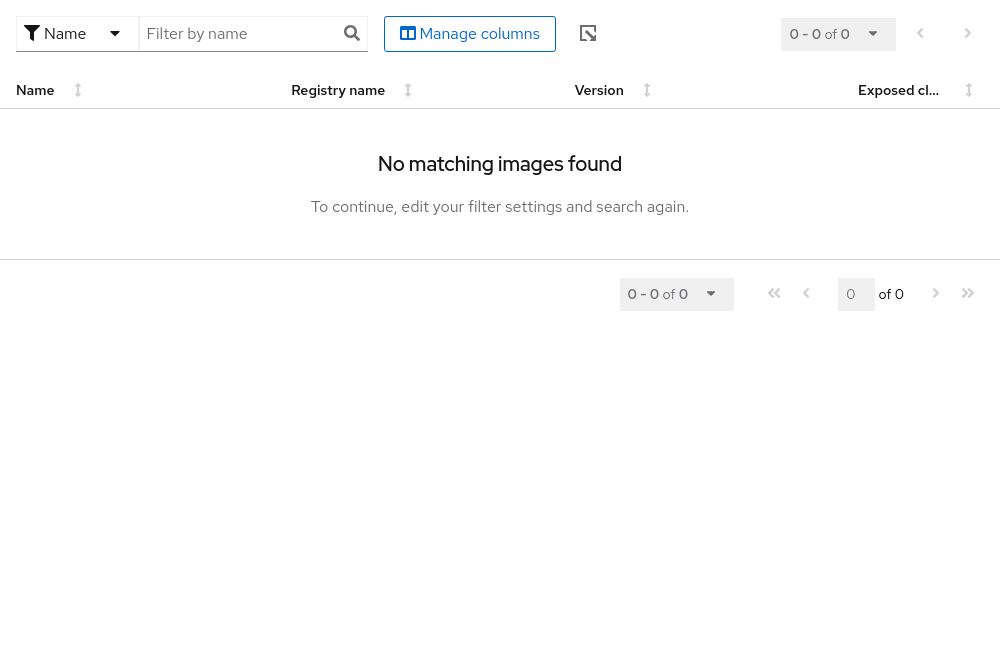 Name Filter by name Manage columns 0 - 0 of 0
Name Registry name Version Exposed cl...
No matching images found
To continue, edit your filter settings and search again.
0 - 0 of 0 0 of 0